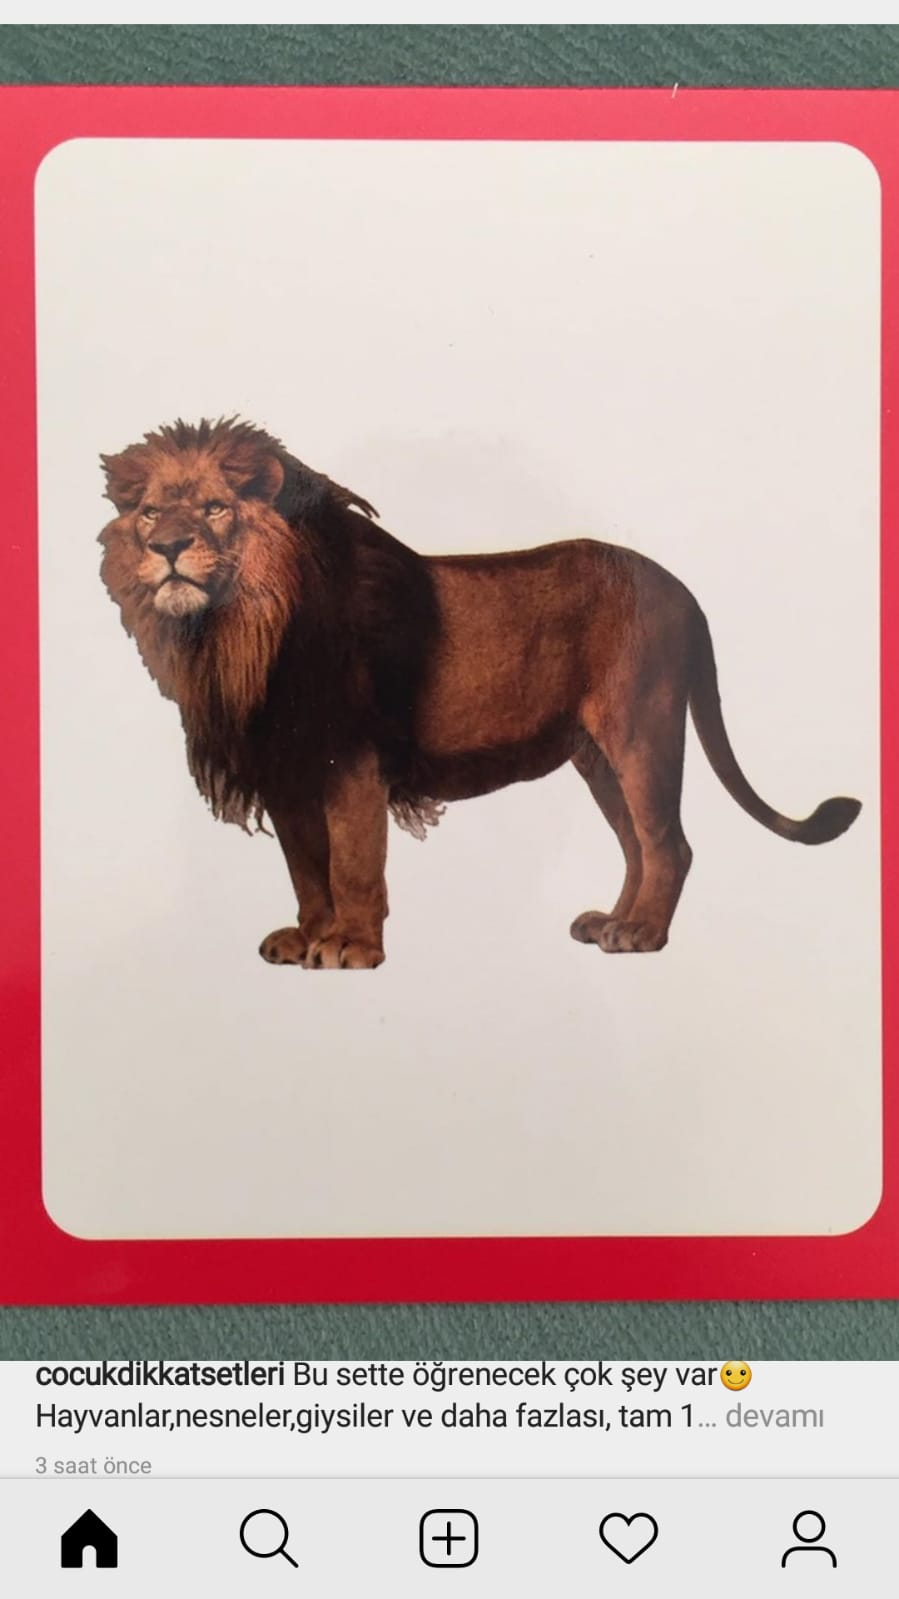 cocukdikkatsetleri Bu sette öğrenecek çok şey var🙂
Hayvanlar,nesneler,giysiler ve daha fazlası, tam 1... devamı
3 saat önce